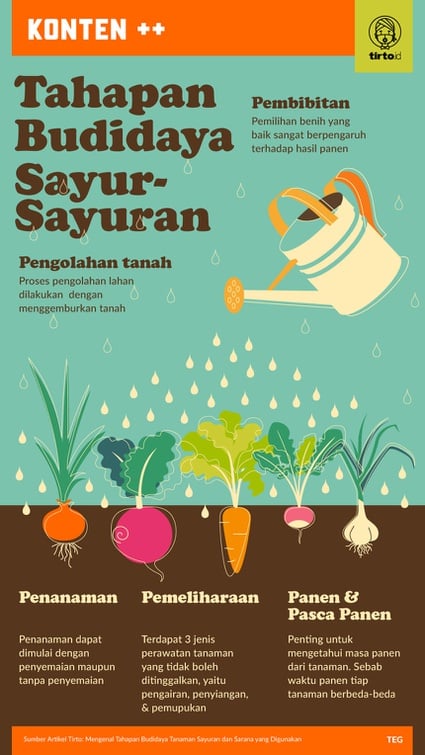 KONTEN ++
tirto.id
Tahapan
Budidaya
Sayur-
Sayuran
Pembibitan
Pemilihan benih yang
baik sangat berpengaruh
terhadap hasil panen
Pengolahan tanah
Proses pengolahan lahan
dilakukan dengan
menggemburkan tanah
Penanaman
Penanaman dapat
dimulai dengan
penyemaian maupun
tanpa penyemaian
Pemeliharaan
Terdapat 3 jenis
perawatan tanaman
yang tidak boleh
ditinggalkan, yaitu
pengairan, penyiangan,
& pemupukan
Panen &
Pasca Panen
Penting untuk
mengetahui masa panen
dari tanaman. Sebab
waktu panen tiap
tanaman berbeda-beda
Sumber Artikel Tirto: Mengenal Tahapan Budidaya Tanaman Sayuran dan Sarana yang Digunakan
TEG